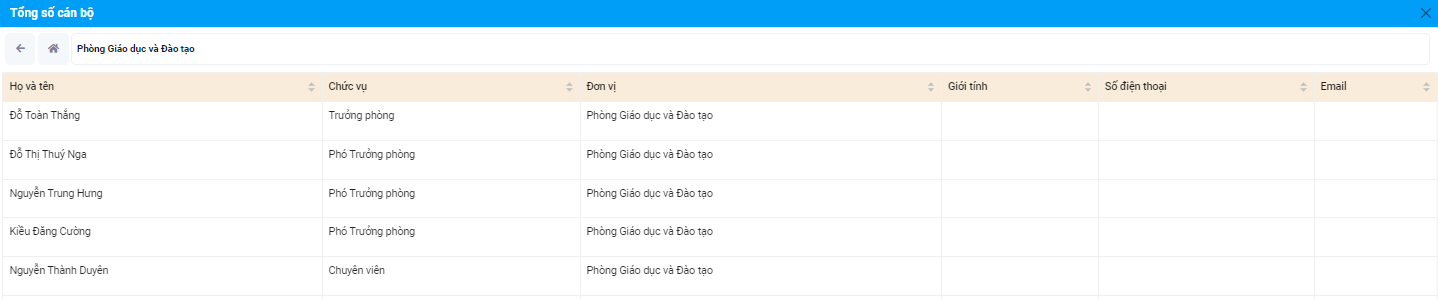 Tổng số cán bộ
Phòng Giáo dục và Đào tạo
Họ và tên Chức vụ Đơn vị Giới tính Số điện thoại Email
Đỗ Toàn Thắng Trưởng phòng Phòng Giáo dục và Đào tạo
Đỗ Thị Thuý Nga Phó Trưởng phòng Phòng Giáo dục và Đào tạo
Nguyễn Trung Hưng Phó Trưởng phòng Phòng Giáo dục và Đào tạo
Kiều Đăng Cường Phó Trưởng phòng Phòng Giáo dục và Đào tạo
Nguyễn Thành Duyên Chuyên viên Phòng Giáo dục và Đào tạo